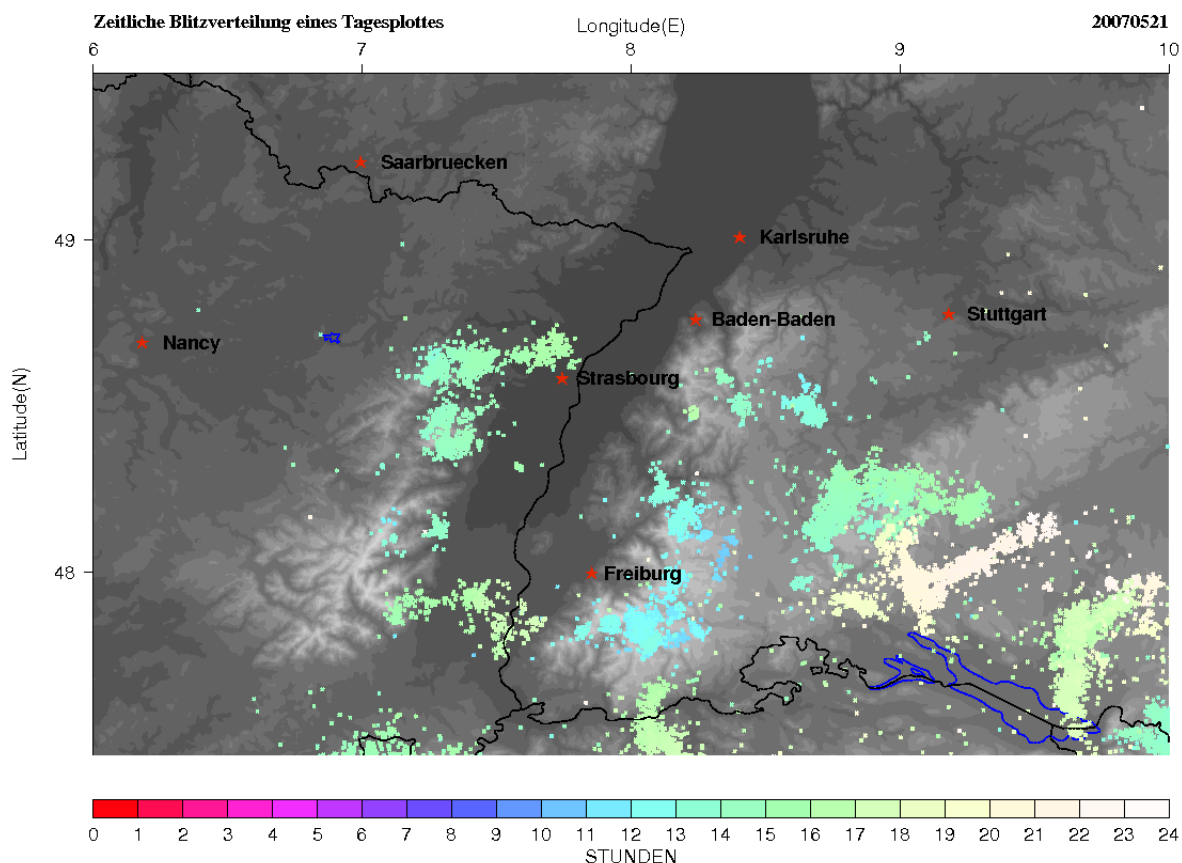 Zeitliche Blitzverteilung eines Tagesplottes
Longitude(E)
20070521
6 7 8 9 10
Saarbruecken
49
Karlsruhe
Stuttgart
Baden-Baden
Nancy
Strasbourg
Latitude(N)
48
Freiburg
0 1 2 3 4 5 6 7 8 9 10 11 12 13 14 15 16 17 18 19 20 21 22 23 24
STUNDEN